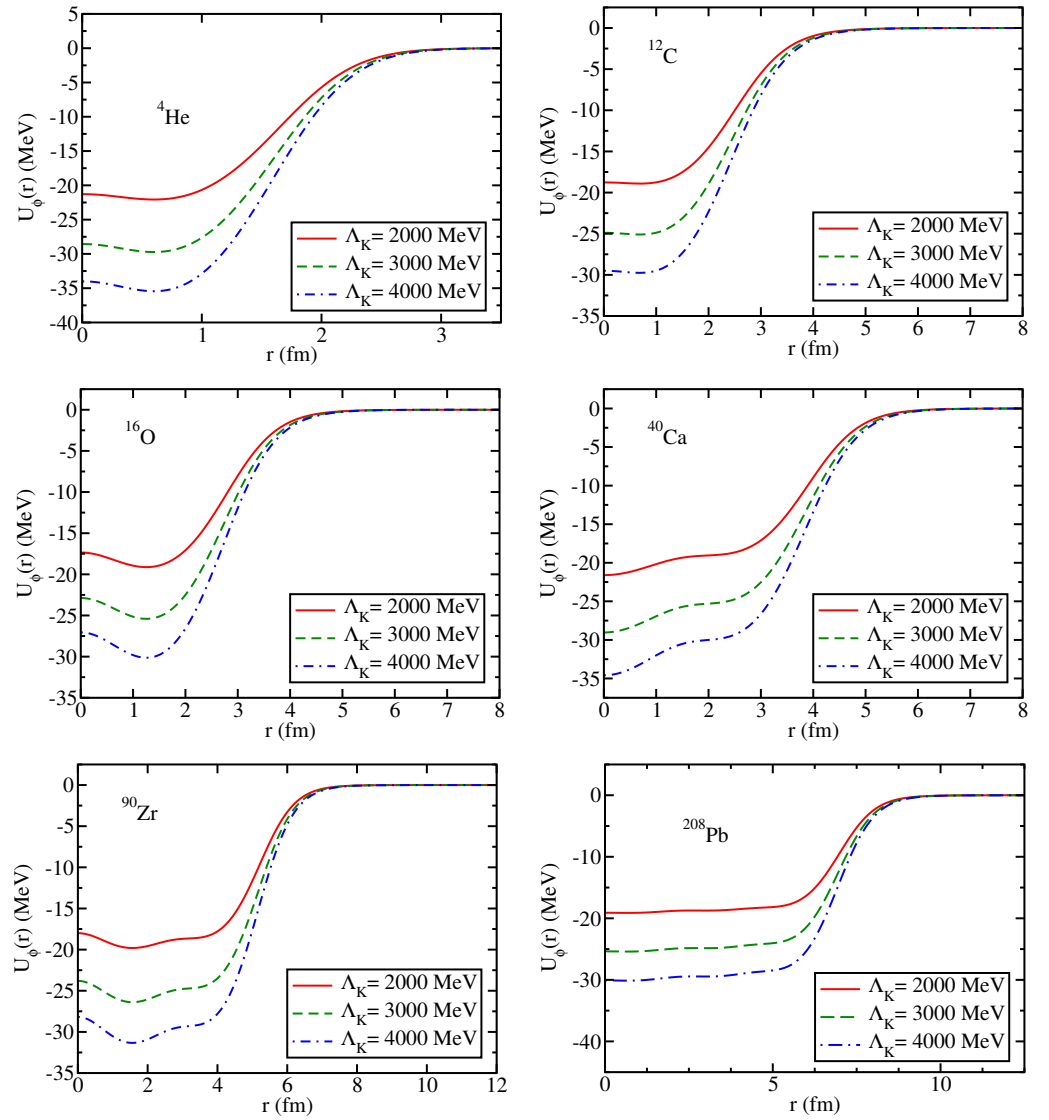 5
0
-5
-10
-15
-20
-25
-30
-35
-40
U_ϕ(r) (MeV)
^4He
Λ_K= 2000 MeV
Λ_K= 3000 MeV
Λ_K= 4000 MeV
0 1 2 3
r (fm)
0
-5
-10
-15
-20
-25
-30
-35
U_ϕ(r) (MeV)
^12C
Λ_K= 2000 MeV
Λ_K= 3000 MeV
Λ_K= 4000 MeV
0 1 2 3 4 5 6 7 8
r (fm)
0
-5
-10
-15
-20
-25
-30
-35
U_ϕ(r) (MeV)
^16O
Λ_K= 2000 MeV
Λ_K= 3000 MeV
Λ_K= 4000 MeV
0 1 2 3 4 5 6 7 8
r (fm)
0
-5
-10
-15
-20
-25
-30
-35
U_ϕ(r) (MeV)
^40Ca
Λ_K= 2000 MeV
Λ_K= 3000 MeV
Λ_K= 4000 MeV
0 1 2 3 4 5 6 7 8
r (fm)
0
-5
-10
-15
-20
-25
-30
-35
U_ϕ(r) (MeV)
^90Zr
Λ_K= 2000 MeV
Λ_K= 3000 MeV
Λ_K= 4000 MeV
0 2 4 6 8 10 12
r (fm)
0
-10
-20
-30
-40
U_ϕ(r) (MeV)
^208Pb
Λ_K= 2000 MeV
Λ_K= 3000 MeV
Λ_K= 4000 MeV
0 5 10
r (fm)